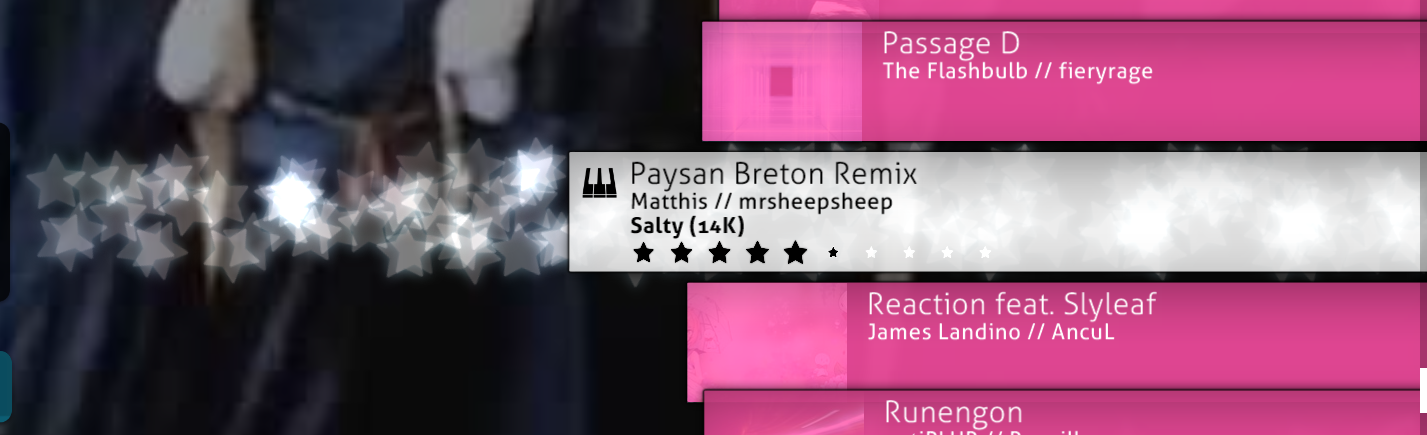 Passage D
The Flashbulb // fieryrage
Paysan Breton Remix
Matthis // mrsheepsheep
Salty (14K)
Reaction feat. Slyleaf
James Landino // AncuL
Runengon